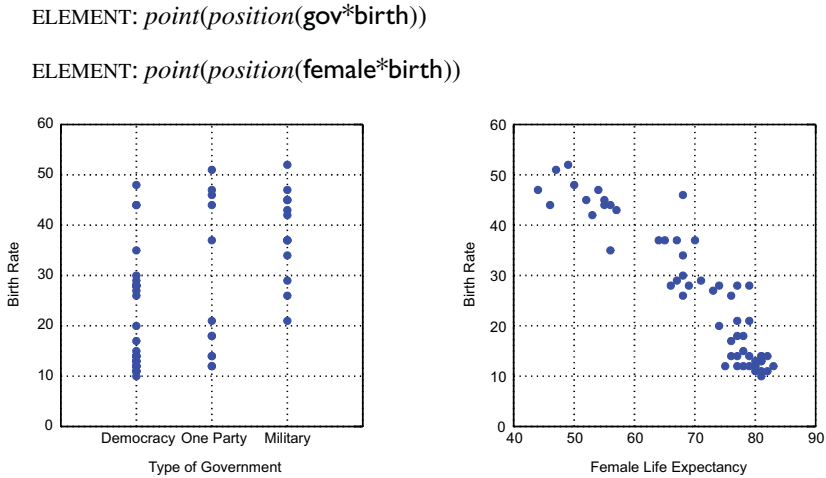 ELEMENT: point(position(gov*birth))
ELEMENT: point(position(female*birth))
60
50
40
30
20
10
0
Birth Rate
Democracy One Party Military
Type of Government
60
50
40
30
20
10
0
Birth Rate
40 50 60 70 80 90
Female Life Expectancy